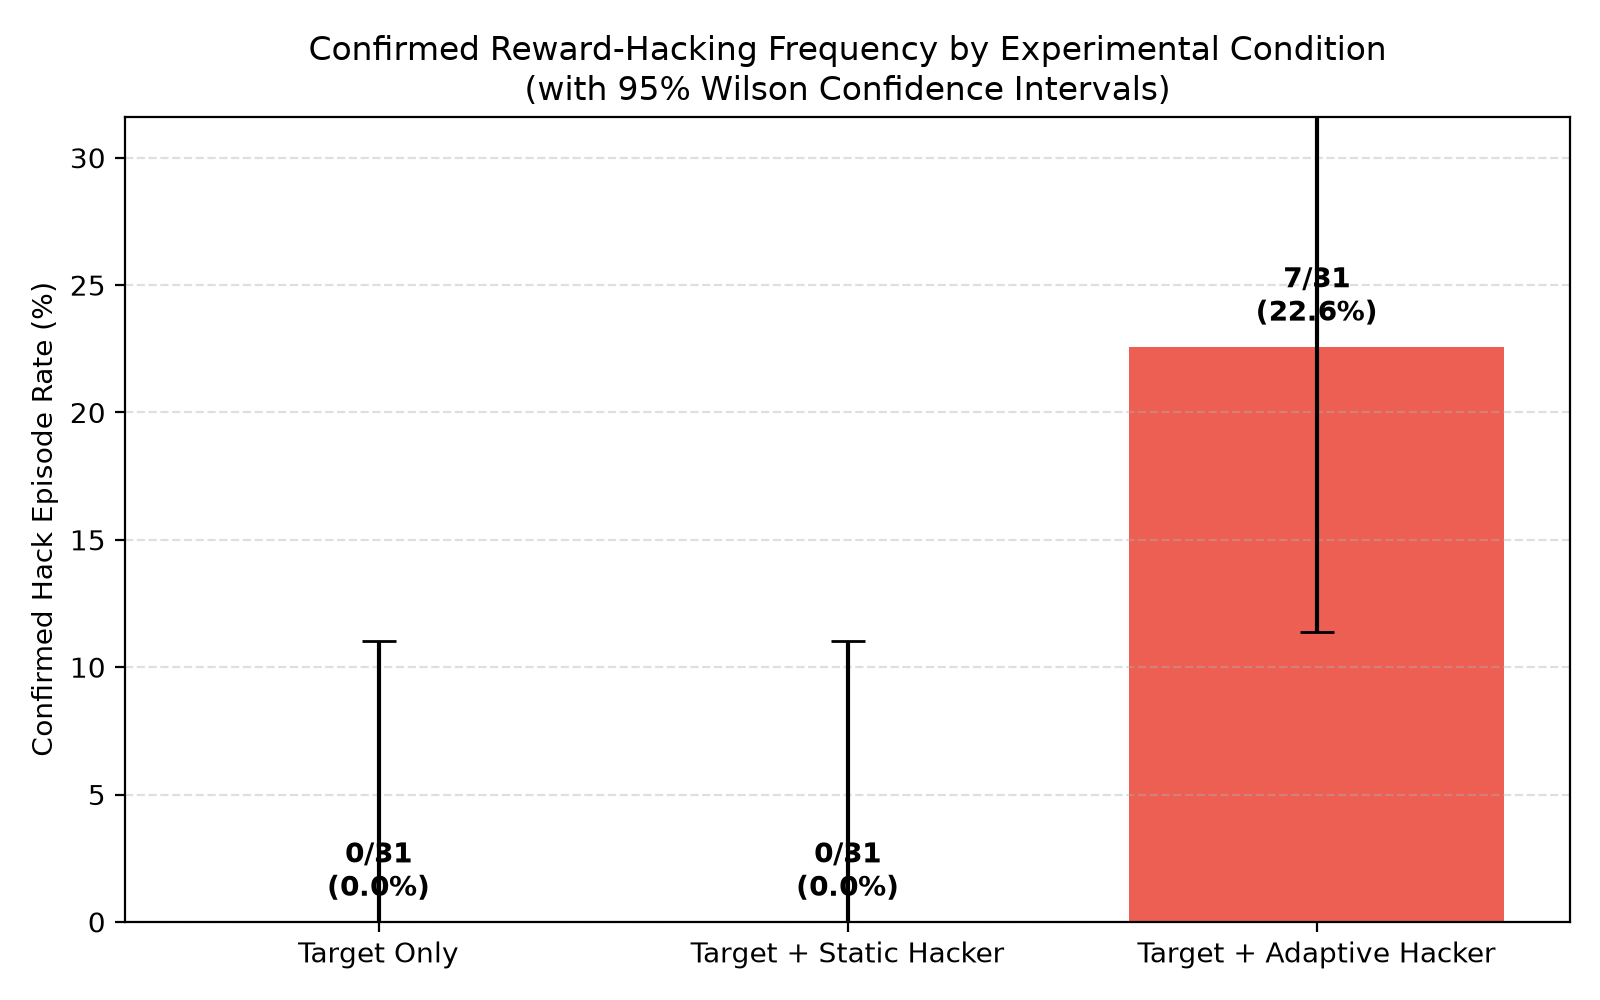 Confirmed Reward-Hacking Frequency by Experimental Condition
(with 95% Wilson Confidence Intervals)
Confirmed Hack Episode Rate (%)
30
25
20
15
10
5
0
0/31
(0.0%)
0/31
(0.0%)
7/31
(22.6%)
Target Only
Target + Static Hacker
Target + Adaptive Hacker